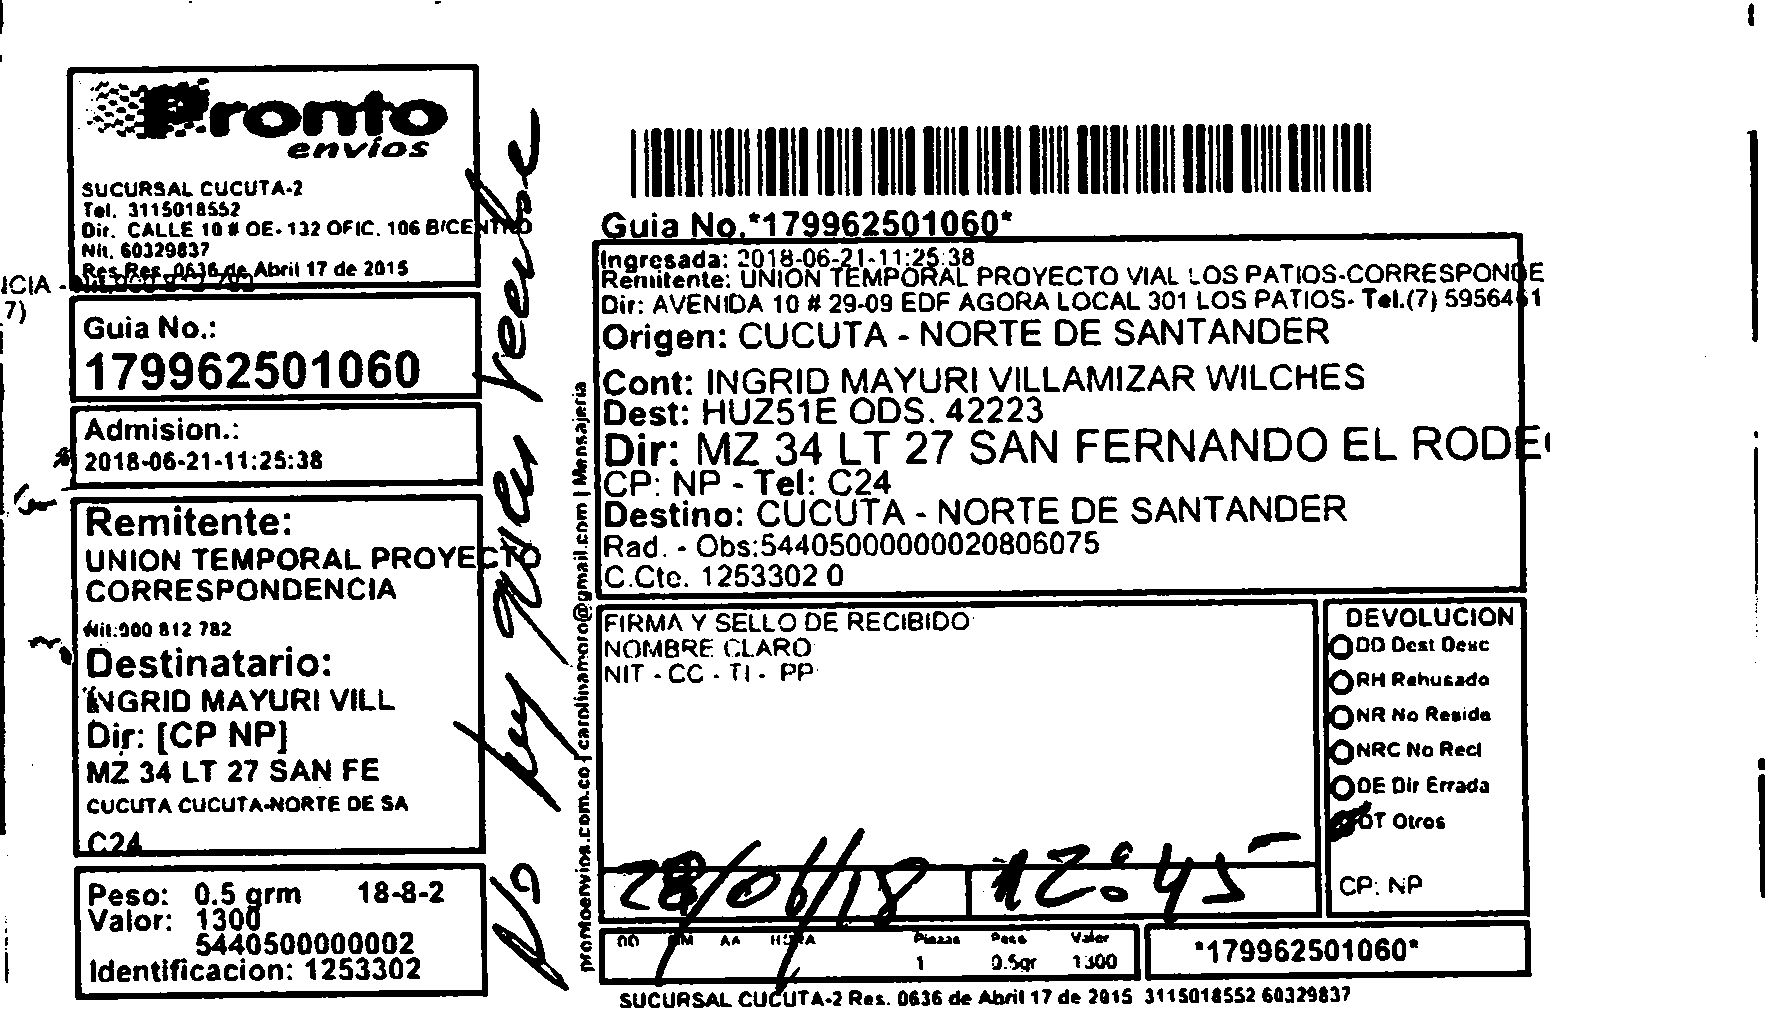 Pronto
envíos
SUCURSAL CUCUTA-2
Tel. 3115018552
Dir. CALLE 10 # OE-132 OFIC. 106 B/CENTRO
Nit. 60329837
Res.Res. 0636 de Abril 17 de 2015
ICIA -
7)
Guia No.:
179962501060
Admision.:
2018-06-21-11:25:38
Remitente:
UNION TEMPORAL PROYECTO
CORRESPONDENCIA
Nit:900 812 782
Destinatario:
INGRID MAYURI VILL
Dir: [CP NP]
MZ 34 LT 27 SAN FE
CUCUTA CUCUTA-NORTE DE SA
C24
Peso: 0.5 grm 18-8-2
Valor: 1300
5440500000002
Identificacion: 1253302
No hay quien recibe
prontoenvios.com.co | carolinamoro@gmail.com | Mensajeria
Guia No.*179962501060*
Ingresada: 2018-06-21-11:25:38
Remitente: UNION TEMPORAL PROYECTO VIAL LOS PATIOS-CORRESPONDE
Dir: AVENIDA 10 # 29-09 EDF AGORA LOCAL 301 LOS PATIOS- Tel.(7) 5956461
Origen: CUCUTA - NORTE DE SANTANDER
Cont: INGRID MAYURI VILLAMIZAR WILCHES
Dest: HUZ51E ODS. 42223
Dir: MZ 34 LT 27 SAN FERNANDO EL RODE
CP: NP - Tel: C24
Destino: CUCUTA - NORTE DE SANTANDER
Rad. - Obs:54405000000020806075
C.Cte. 1253302 0
FIRMA Y SELLO DE RECIBIDO
NOMBRE CLARO
NIT - CC - TI - PP
DEVOLUCION
DD Dest Desc
RH Rehusado
NR No Reside
NRC No Recl
DE Dir Errada
OT Otros
CP: NP
/06/18 12:45
DD MM AA HORA Piezas Peso Valor
1 0.5gr 1300
*179962501060*
SUCURSAL CUCUTA-2 Res. 0636 de Abril 17 de 2015 3115018552 60329837